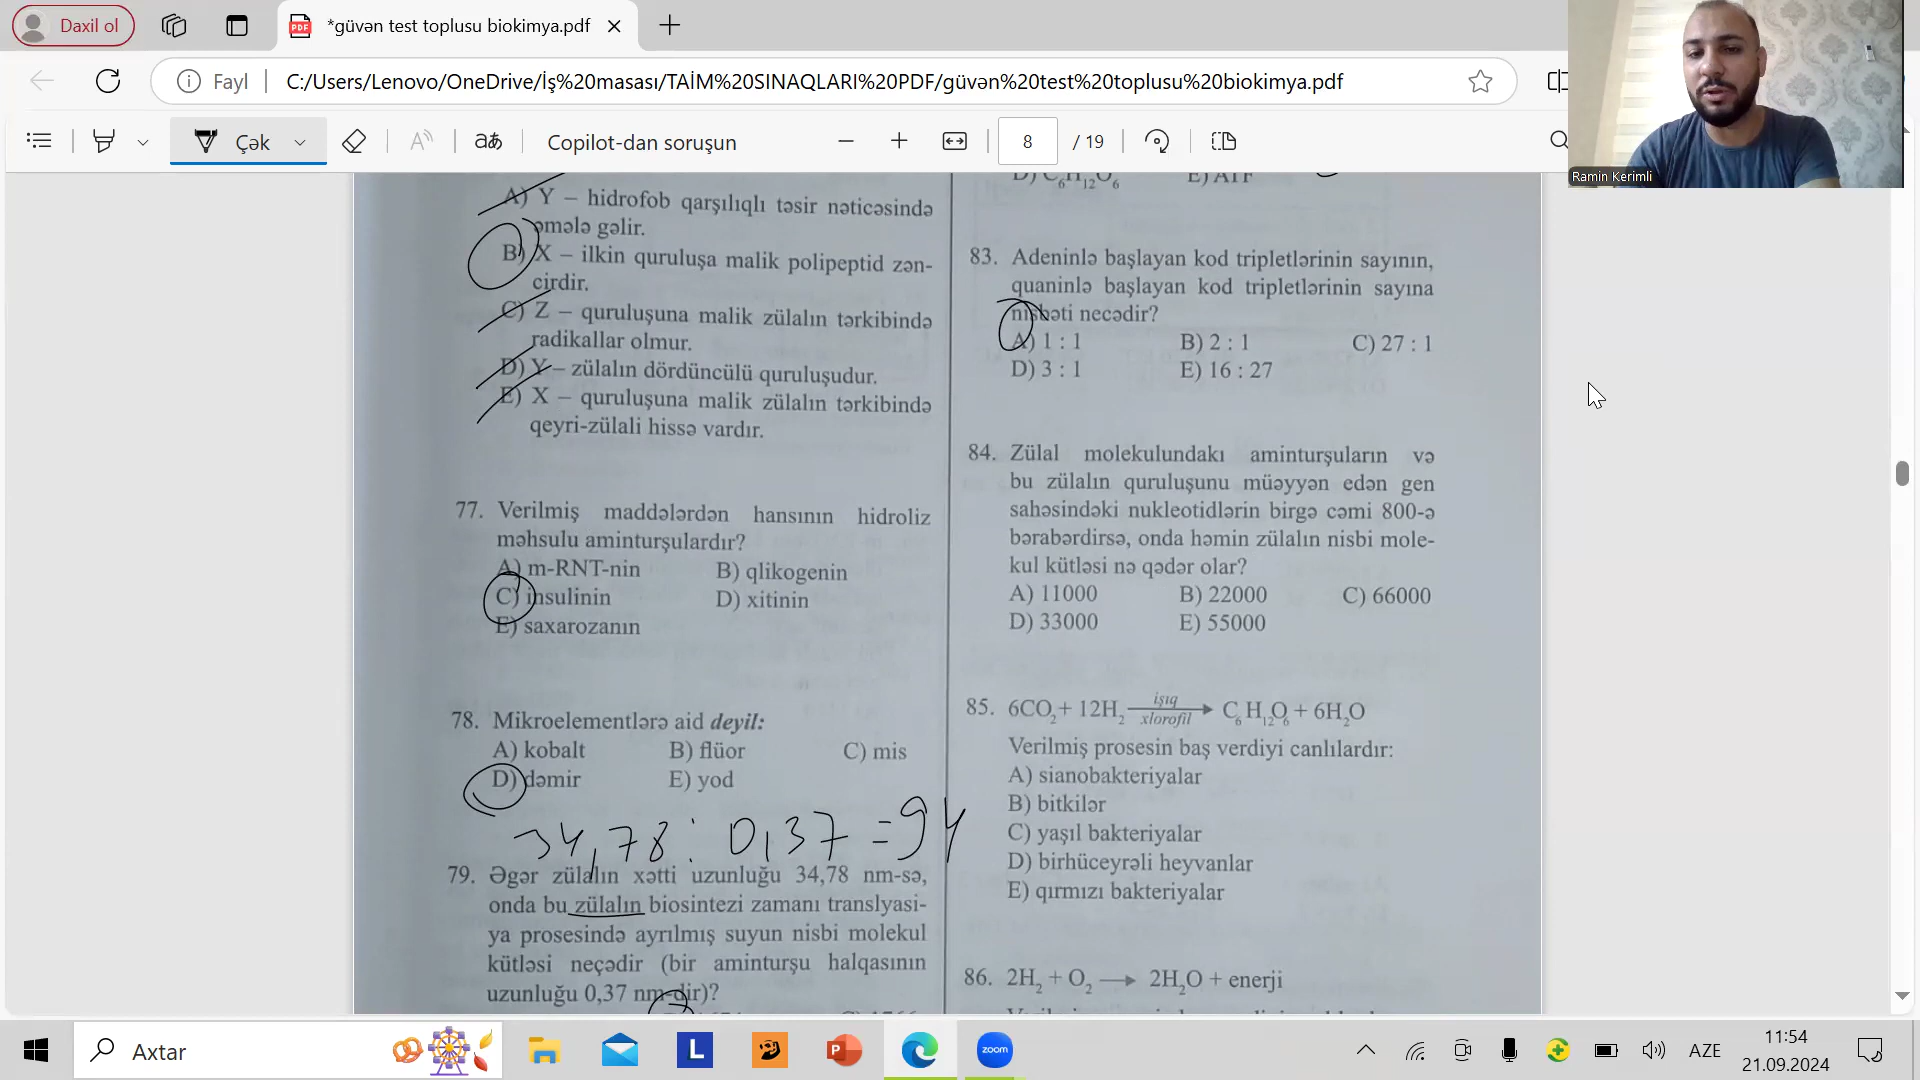 Daxil ol
*güvən test toplusu biokimya.pdf
Fayl
C:/Users/Lenovo/OneDrive/İş%20masası/TAİM%20SINAQLARI%20PDF/güvən%20test%20toplusu%20biokimya.pdf
Çək
aあ
Copilot-dan soruşun
8 / 19
Ramin Kerimli
A) Y – hidrofob qarşılıqlı təsir nəticəsində
əmələ gəlir.
B) X – ilkin quruluşa malik polipeptid zən-
cirdir.
C) Z – quruluşuna malik zülalın tərkibində
radikallar olmur.
D) Y – zülalın dördüncülü quruluşudur.
E) X – quruluşuna malik zülalın tərkibində
qeyri-zülali hissə vardır.
77. Verilmiş maddələrdən hansının hidroliz
məhsulu aminturşulardır?
A) m-RNT-nin B) qlikogenin
C) insulinin D) xitinin
E) saxarozanın
78. Mikroelementlərə aid deyil:
A) kobalt B) flüor C) mis
D) dəmir E) yod
34,78 : 0,37 = 94
79. Əgər zülalın xətti uzunluğu 34,78 nm-sə,
onda bu zülalın biosintezi zamanı translyasi-
ya prosesində ayrılmış suyun nisbi molekul
kütləsi neçədir (bir aminturşu halqasının
uzunluğu 0,37 nm-dir)?
D) C6H12O6 E) ATF
83. Adeninlə başlayan kod tripletlərinin sayının,
quaninlə başlayan kod tripletlərinin sayına
nisbəti necədir?
A) 1 : 1 B) 2 : 1 C) 27 : 1
D) 3 : 1 E) 16 : 27
84. Zülal molekulundakı aminturşuların və
bu zülalın quruluşunu müəyyən edən gen
sahəsindəki nukleotidlərin birgə cəmi 800-ə
bərabərdirsə, onda həmin zülalın nisbi mole-
kul kütləsi nə qədər olar?
A) 11000 B) 22000 C) 66000
D) 33000 E) 55000
85. 6CO2 + 12H2 işıq xlorofil → C6H12O6 + 6H2O
Verilmiş prosesin baş verdiyi canlılardır:
A) sianobakteriyalar
B) bitkilər
C) yaşıl bakteriyalar
D) birhüceyrəli heyvanlar
E) qırmızı bakteriyalar
86. 2H2 + O2 → 2H2O + enerji
Axtar
L
P
zoom
AZE
11:54
21.09.2024